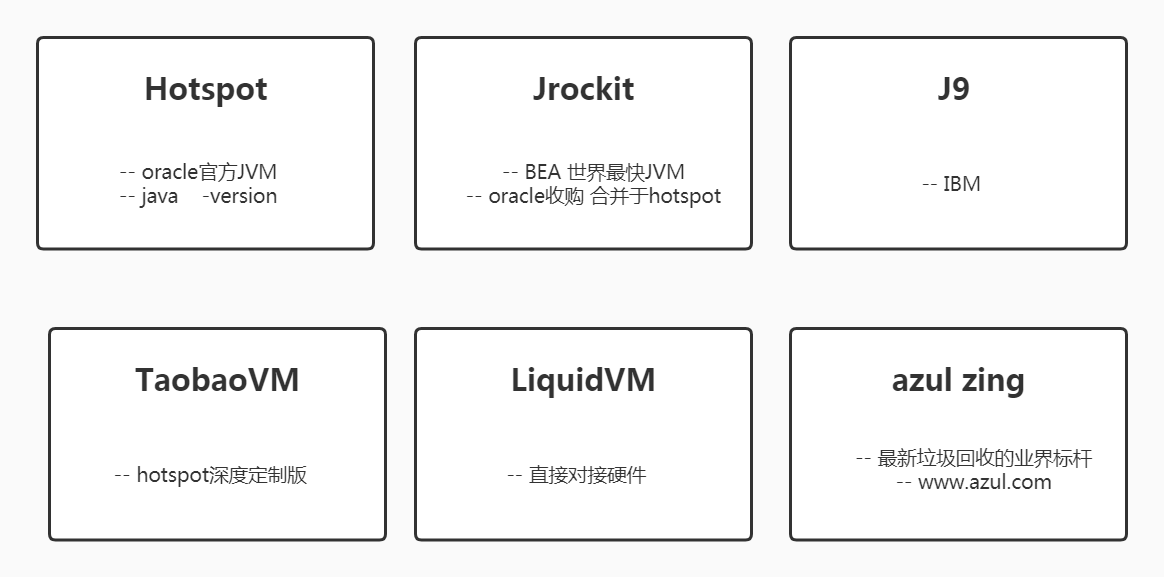 Hotspot
-- oracle官方JVM
-- java -version
Jrockit
-- BEA 世界最快JVM
-- oracle收购 合并于hotspot
J9
-- IBM
TaobaoVM
-- hotspot深度定制版
LiquidVM
-- 直接对接硬件
azul zing
-- 最新垃圾回收的业界标杆
-- www.azul.com